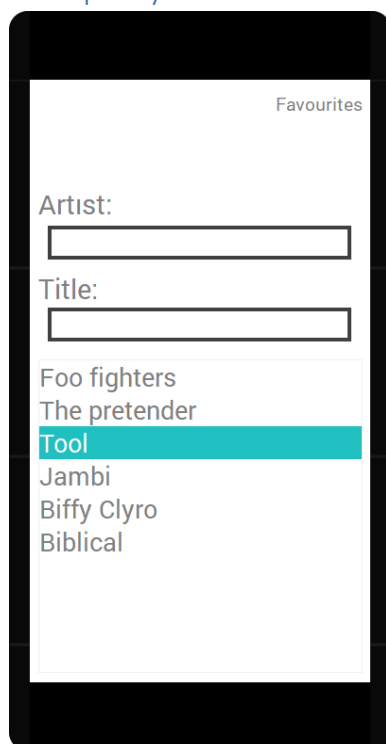 Favourites
Artist:
Title:
Foo fighters
The pretender
Tool
Jambi
Biffy Clyro
Biblical